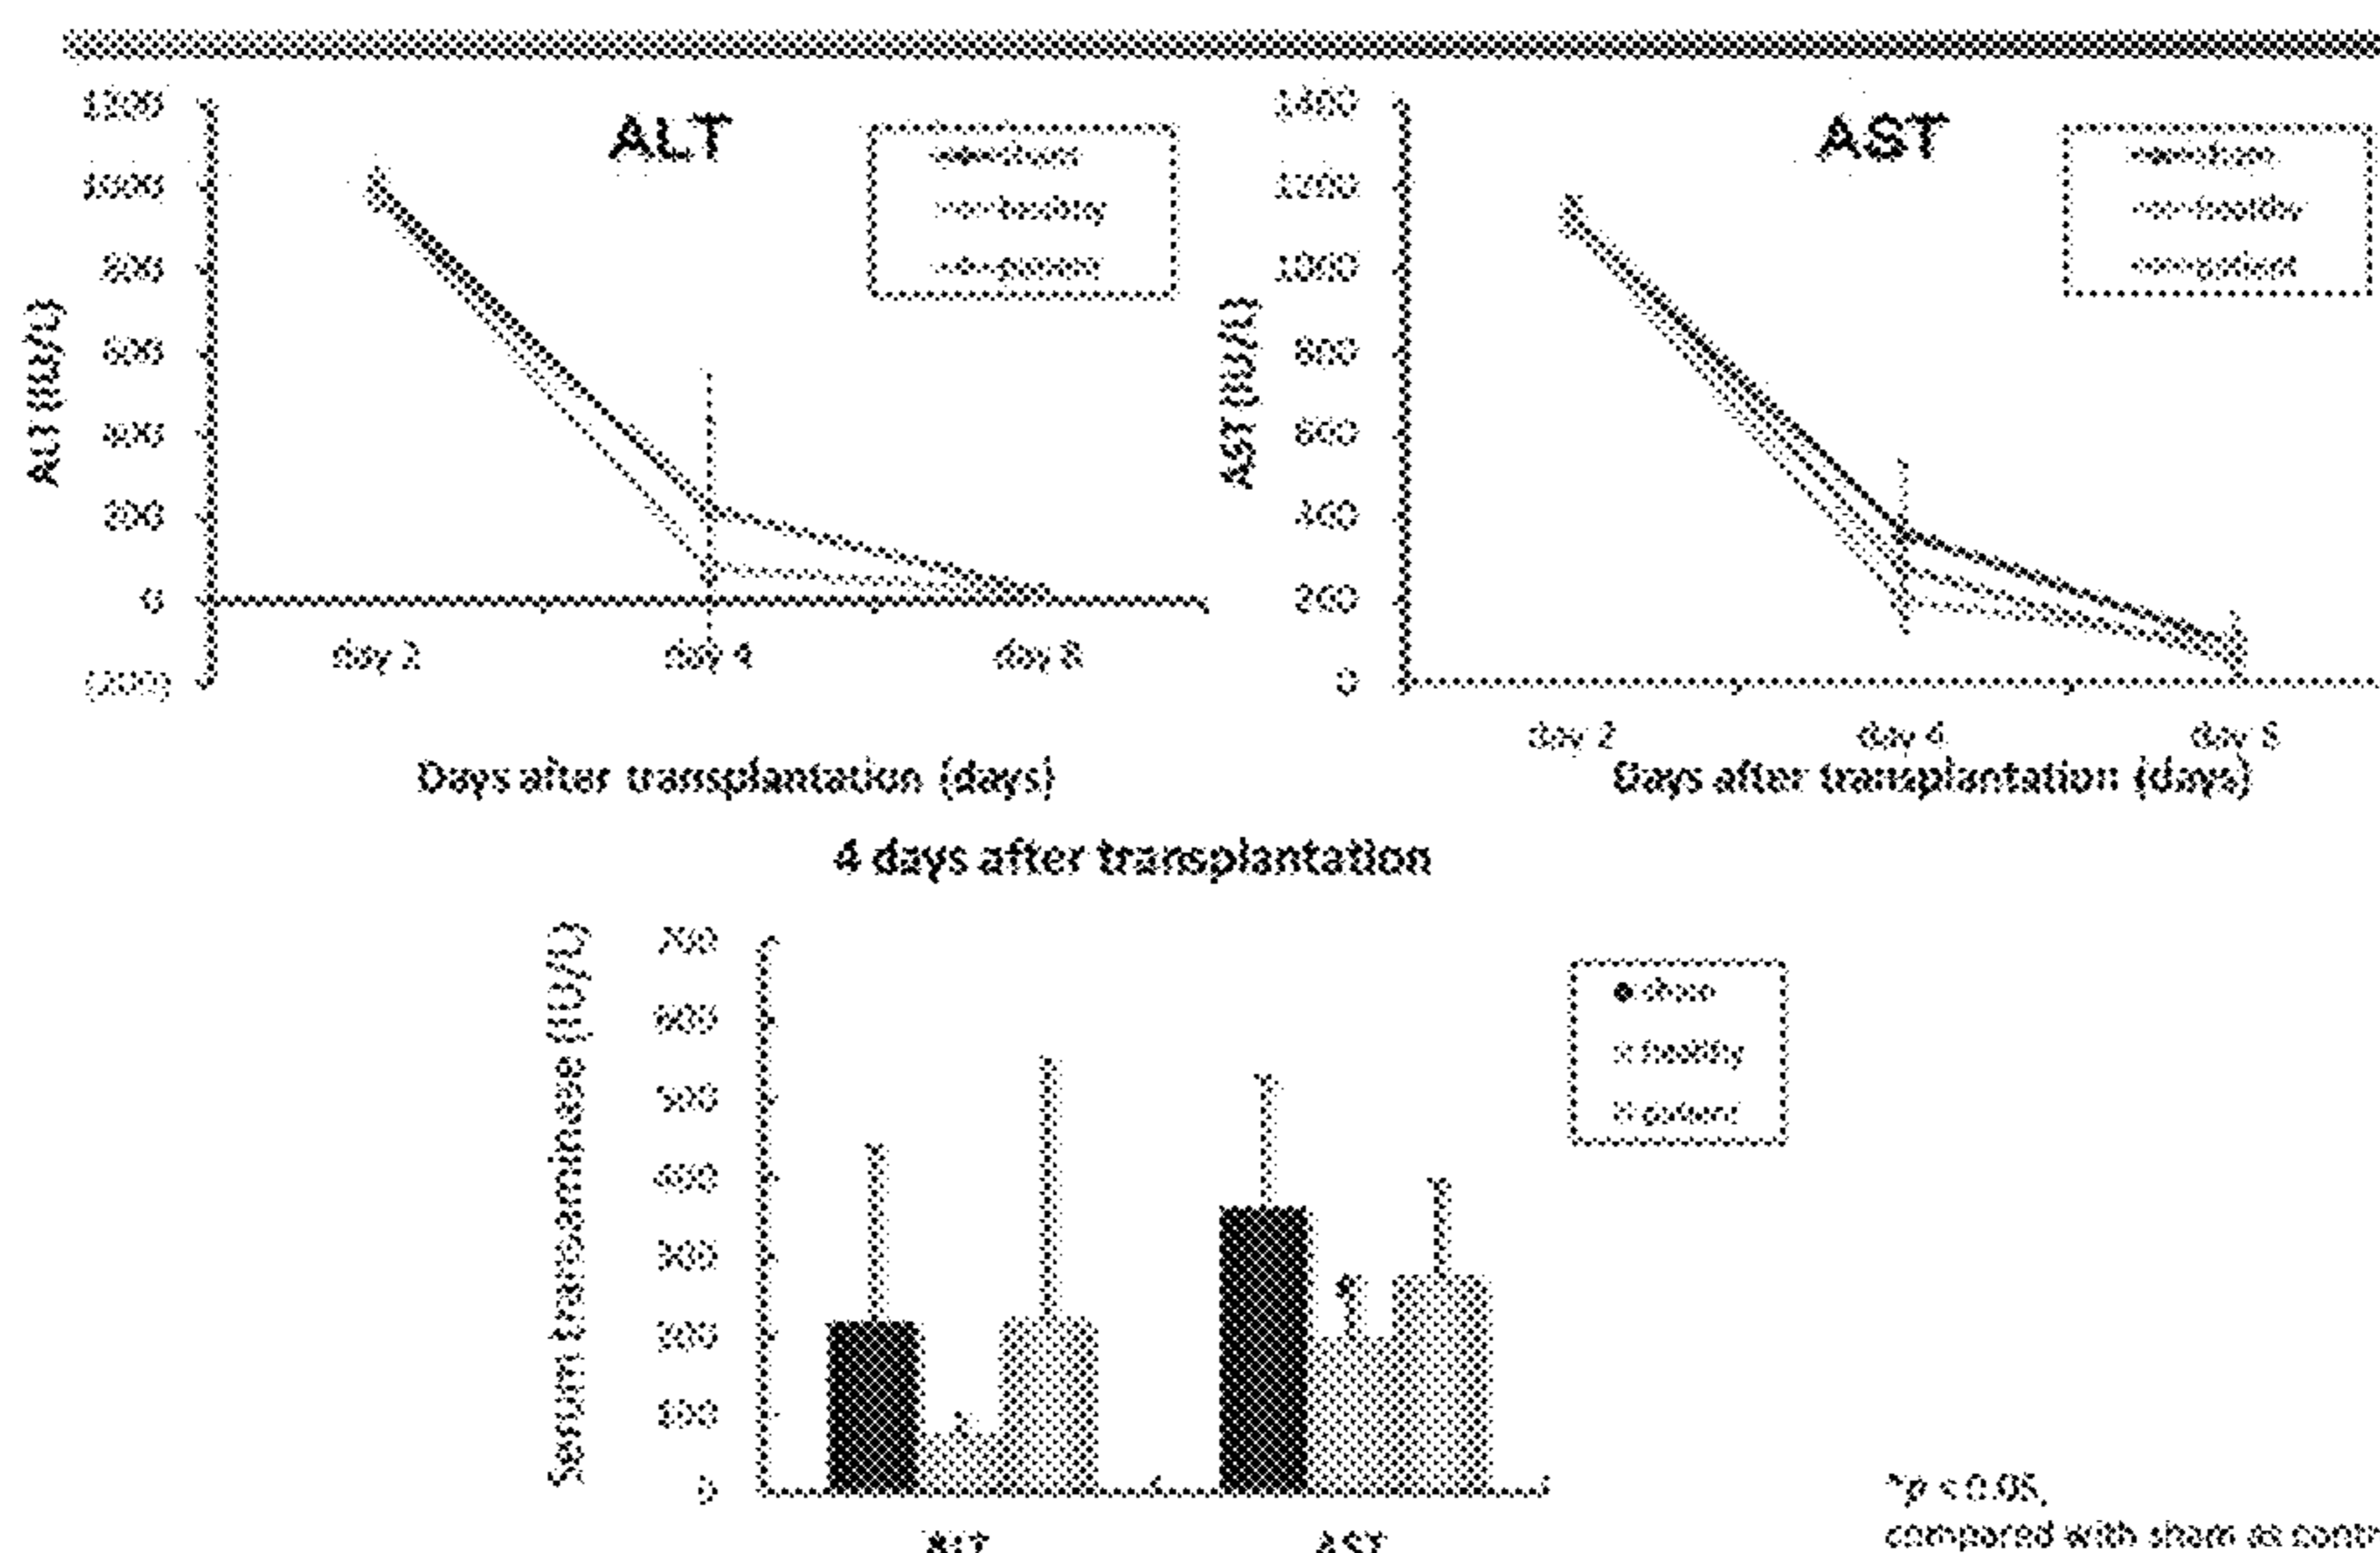 ALT
1200
1000
800
600
400
200
0
(200)
ALT (IU/L)
sham
healthy
patient
day 2
day 4
day 8
Days after transplantation (days)
AST
1400
1200
1000
800
600
400
200
0
AST (IU/L)
sham
healthy
patient
day 2
day 4
day 8
Days after transplantation (days)
4 days after transplantation
700
600
500
400
300
200
100
0
Serum transaminase (IU/L)
sham
healthy
patient
ALT
AST
*p < 0.05,
compared with sham as contr